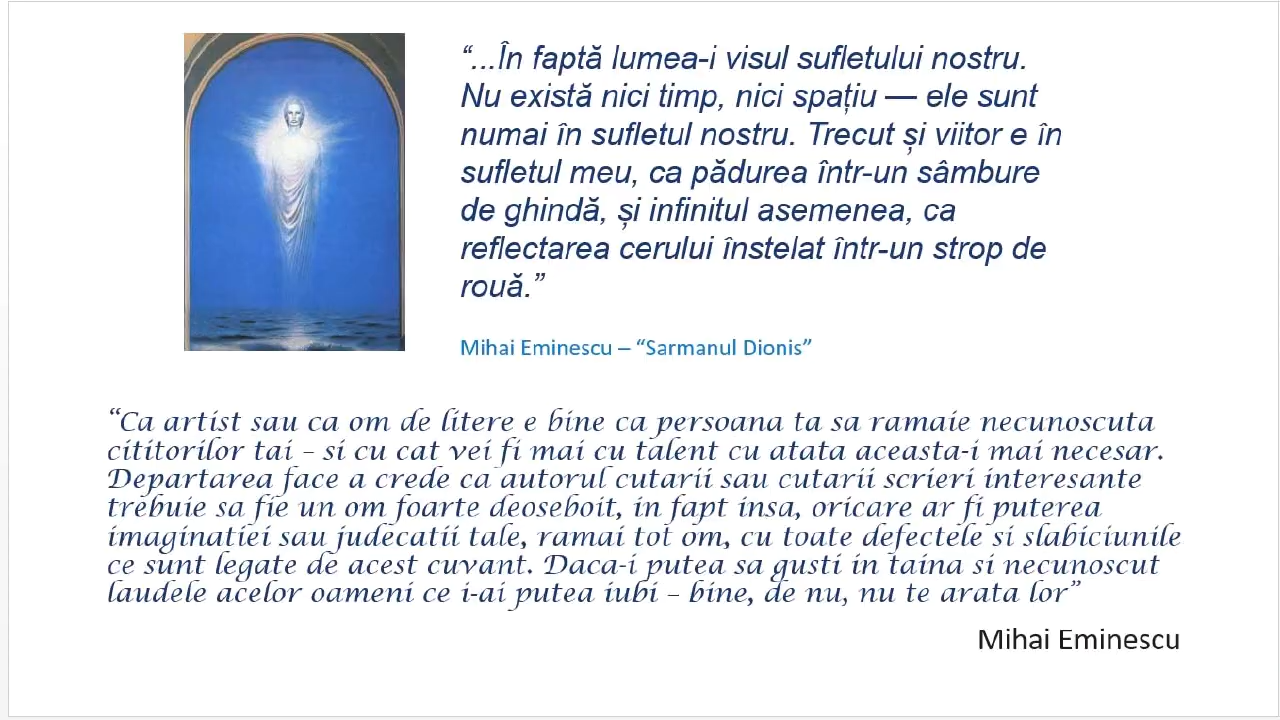 “...În faptă lumea-i visul sufletului nostru.
Nu există nici timp, nici spațiu — ele sunt
numai în sufletul nostru. Trecut și viitor e în
sufletul meu, ca pădurea într-un sâmbure
de ghindă, și infinitul asemenea, ca
reflectarea cerului înstelat într-un strop de
rouă.”
Mihai Eminescu – “Sarmanul Dionis”
“Ca artist sau ca om de litere e bine ca persoana ta sa ramaie necunoscuta
cititorilor tai – si cu cat vei fi mai cu talent cu atata aceasta-i mai necesar.
Departarea face a crede ca autorul cutarii sau cutarii scrieri interesante
trebuie sa fie un om foarte deoseboit, in fapt insa, oricare ar fi puterea
imaginatiei sau judecatii tale, ramai tot om, cu toate defectele si slabiciunile
ce sunt legate de acest cuvant. Daca-i putea sa gusti in taina si necunoscut
laudele acelor oameni ce i-ai putea iubi – bine, de nu, nu te arata lor”
Mihai Eminescu